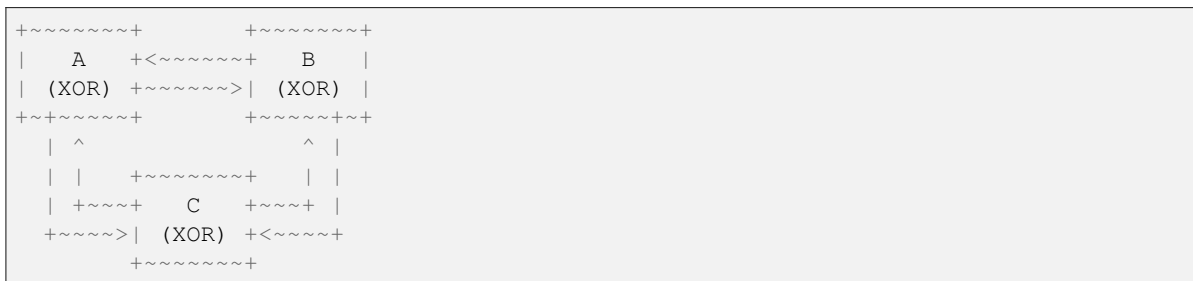 +~~~~~~~+       +~~~~~~~+
|   A   +<~~~~~~+   B   |
| (XOR) +~~~~~~>| (XOR) |
+~+~~~~~+       +~~~~~+~+
  | ^               ^ |
  | |   +~~~~~~~+   | |
  | +~~~+   C   +~~~+ |
  +~~~~>| (XOR) +<~~~~+
        +~~~~~~~+